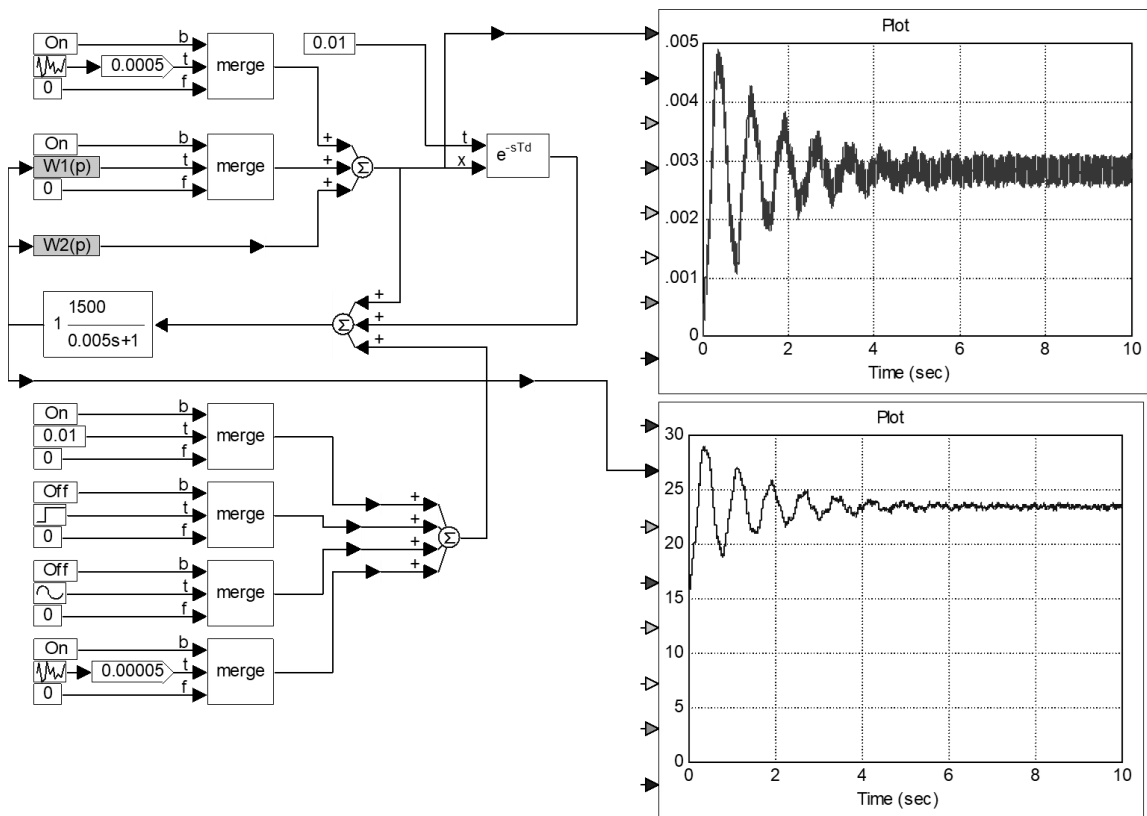 On b
0.0005 t merge
0 f
0.01
t
x
e^-sTd
On b
W1(p) t merge
0 f
+
+
+
Σ
W2(p)
1 1500
0.005s+1
+
+
+
Σ
On b
0.01 t merge
0 f
Off b
t merge
0 f
Off b
t merge
0 f
On b
0.00005 t merge
0 f
+
+
+
+
Σ
Plot
.005
.004
.003
.002
.001
0
0 2 4 6 8 10
Time (sec)
Plot
30
25
20
15
10
5
0
0 2 4 6 8 10
Time (sec)